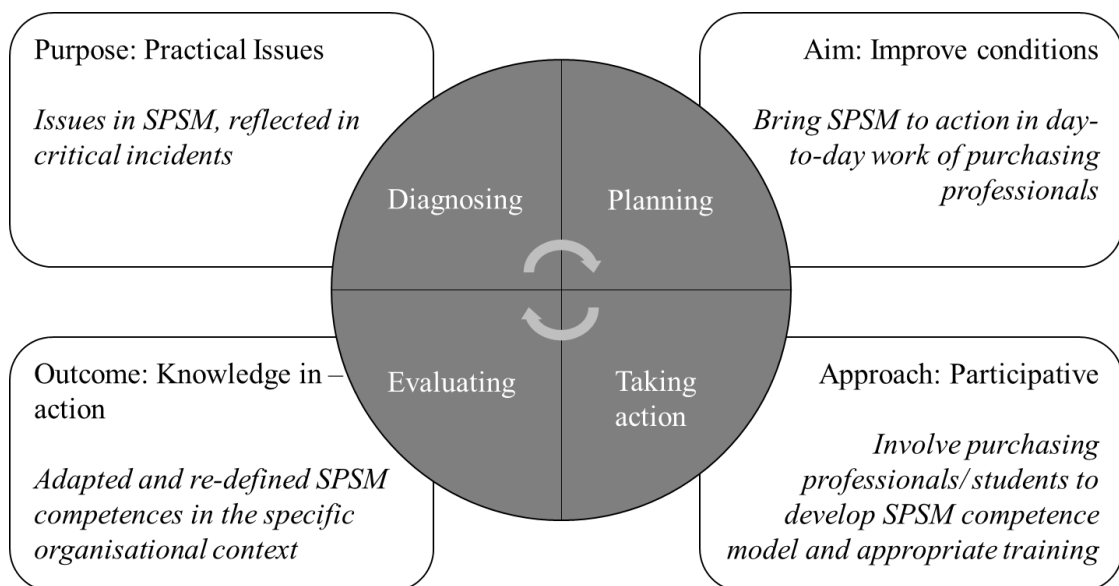 Purpose: Practical Issues
Issues in SPSM, reflected in
critical incidents
Aim: Improve conditions
Bring SPSM to action in day-
to-day work of purchasing
professionals
Diagnosing
Planning
Evaluating
Taking
action
Outcome: Knowledge in –
action
Adapted and re-defined SPSM
competences in the specific
organisational context
Approach: Participative
Involve purchasing
professionals/ students to
develop SPSM competence
model and appropriate training